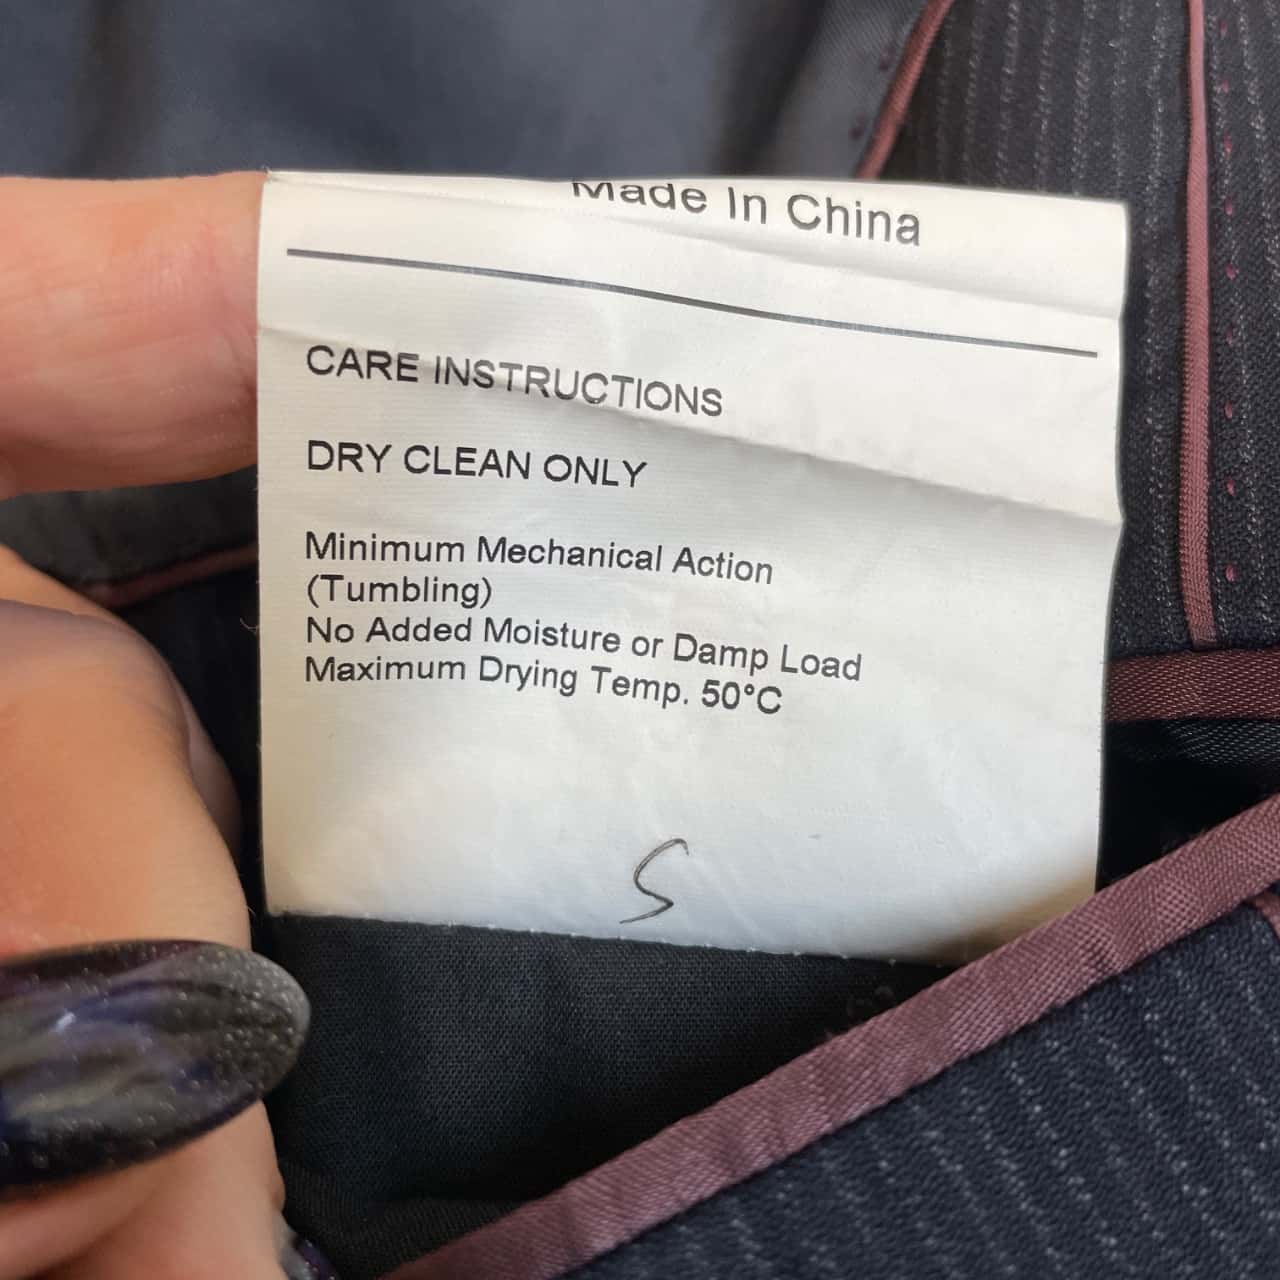 Made In China
CARE INSTRUCTIONS
DRY CLEAN ONLY
Minimum Mechanical Action
(Tumbling)
No Added Moisture or Damp Load
Maximum Drying Temp. 50°C
S